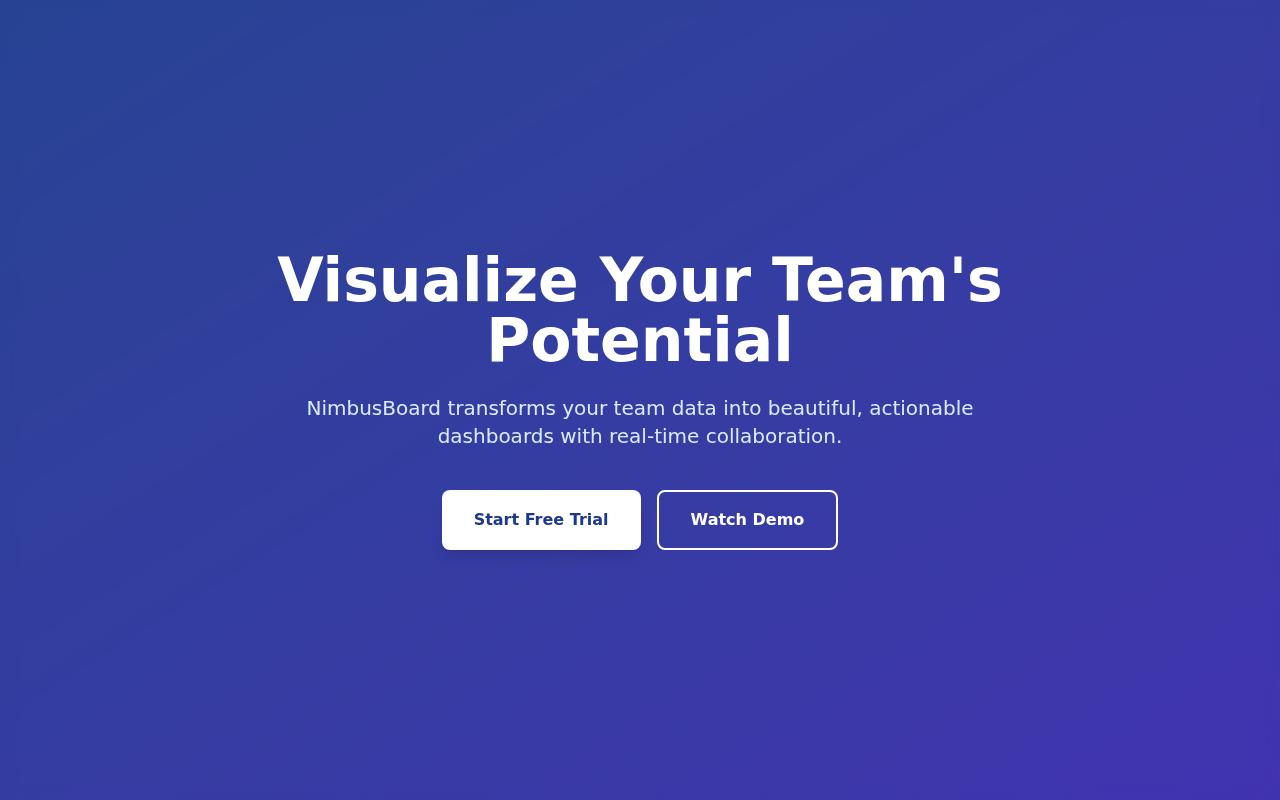 Visualize Your Team's
Potential
NimbusBoard transforms your team data into beautiful, actionable
dashboards with real-time collaboration.
Start Free Trial
Watch Demo